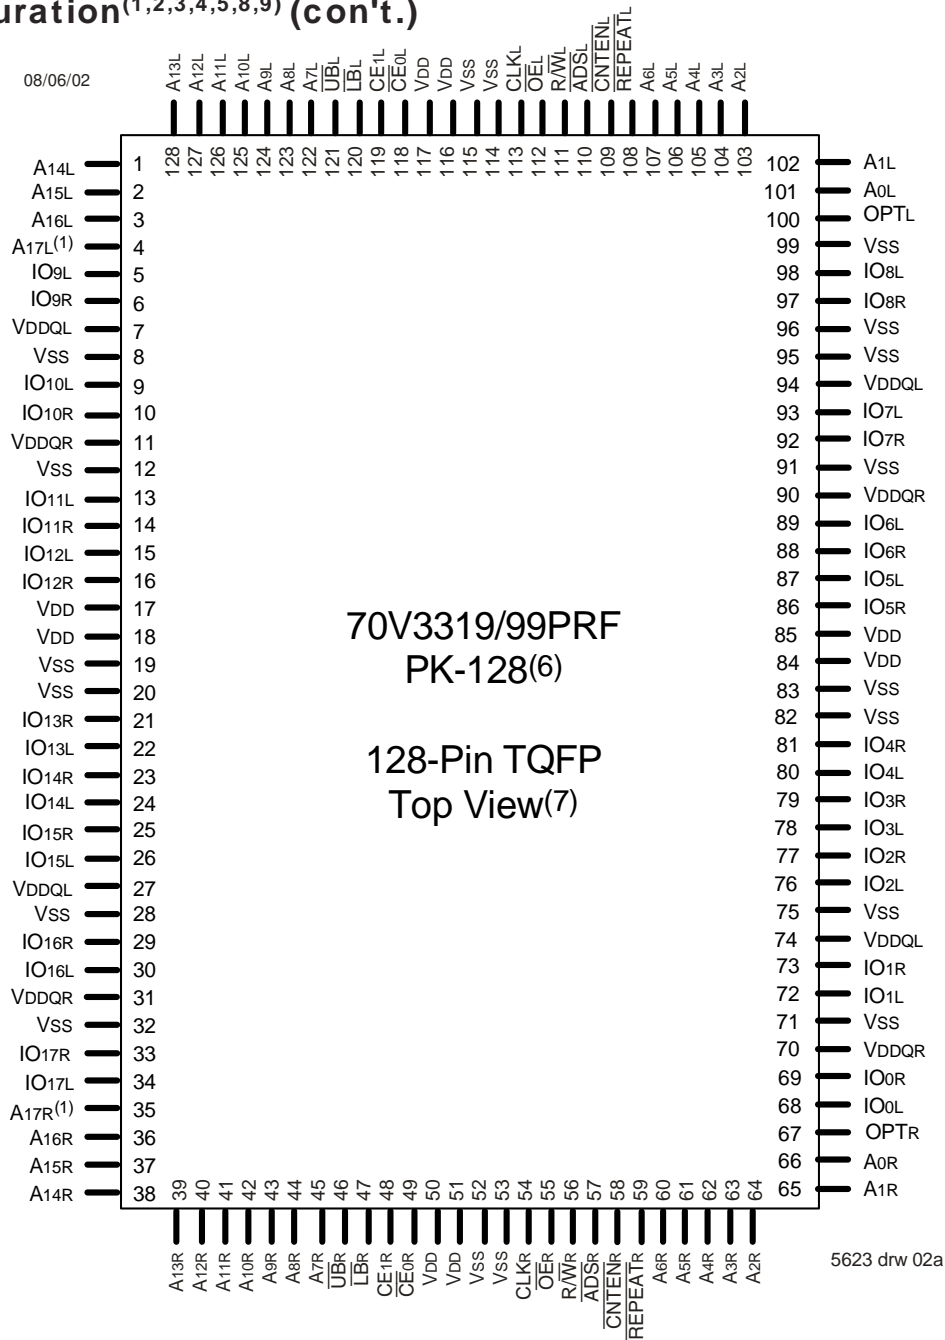 uration(1,2,3,4,5,8,9) (con't.)
08/06/02
A13L A12L A11L A10L A9L A8L A7L UBL LBL CE1L CE0L VDD VDD VSS VSS CLKL OEL R/WL ADSL CNTENL REPEATL A6L A5L A4L A3L A2L
128 127 126 125 124 123 122 121 120 119 118 117 116 115 114 113 112 111 110 109 108 107 106 105 104 103
A14L 1 102 A1L
A15L 2 101 A0L
A16L 3 100 OPTL
A17L(1) 4 99 VSS
IO9L 5 98 IO8L
IO9R 6 97 IO8R
VDDQL 7 96 VSS
VSS 8 95 VSS
IO10L 9 94 VDDQL
IO10R 10 93 IO7L
VDDQR 11 92 IO7R
VSS 12 91 VSS
IO11L 13 90 VDDQR
IO11R 14 89 IO6L
IO12L 15 88 IO6R
IO12R 16 87 IO5L
VDD 17 86 IO5R
VDD 18 85 VDD
VSS 19 84 VDD
VSS 20 83 VSS
IO13R 21 82 VSS
IO13L 22 81 IO4R
IO14R 23 80 IO4L
IO14L 24 79 IO3R
IO15R 25 78 IO3L
IO15L 26 77 IO2R
VDDQL 27 76 IO2L
VSS 28 75 VSS
IO16R 29 74 VDDQL
IO16L 30 73 IO1R
VDDQR 31 72 IO1L
VSS 32 71 VSS
IO17R 33 70 VDDQR
IO17L 34 69 IO0R
A17R(1) 35 68 IO0L
A16R 36 67 OPTR
A15R 37 66 A0R
A14R 38 65 A1R
70V3319/99PRF
PK-128(6)
128-Pin TQFP
Top View(7)
39 40 41 42 43 44 45 46 47 48 49 50 51 52 53 54 55 56 57 58 59 60 61 62 63 64
A13R A12R A11R A10R A9R A8R A7R UBR LBR CE1R CE0R VDD VDD VSS VSS CLKR OER R/WR ADSR CNTENR REPEATR A6R A5R A4R A3R A2R
5623 drw 02a